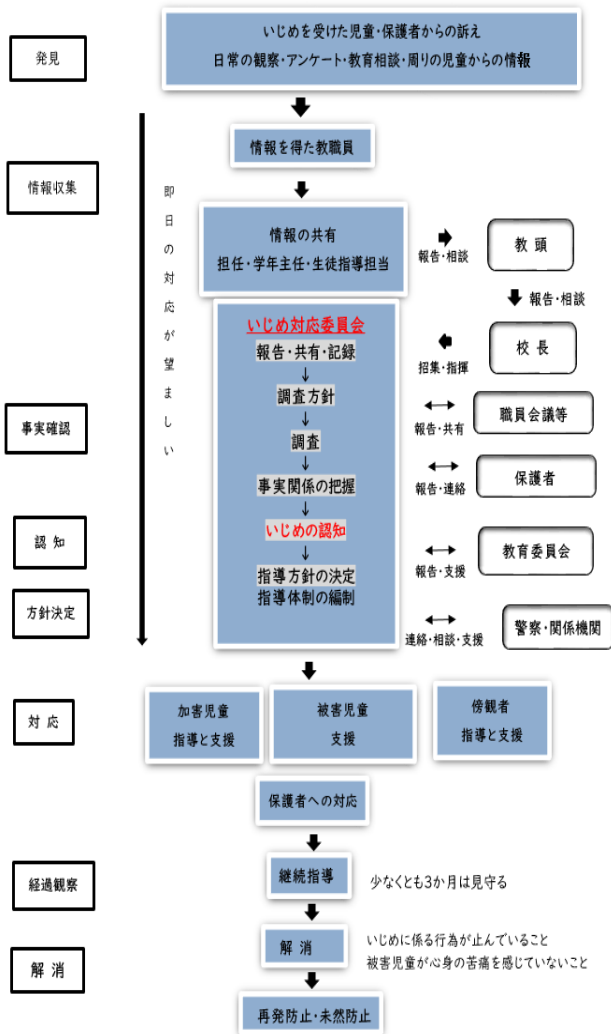 発見
いじめを受けた児童・保護者からの訴え
日常の観察・アンケート・教育相談・周りの児童からの情報
情報を得た教職員
情報収集
即日の対応が望ましい
情報の共有
担任・学年主任・生徒指導担当
報告・相談
教 頭
報告・相談
いじめ対応委員会
報告・共有・記録
↓
調査方針
↓
調査
↓
事実関係の把握
↓
いじめの認知
↓
指導方針の決定
指導体制の編制
校 長
招集・指揮
事実確認
職員会議等
報告・共有
保護者
報告・連絡
認 知
教育委員会
報告・支援
方針決定
警察・関係機関
連絡・相談・支援
対 応
加害児童
指導と支援
被害児童
支援
傍観者
指導と支援
保護者への対応
経過観察
継続指導
少なくとも3か月は見守る
解 消
解 消
いじめに係る行為が止んでいること
被害児童が心身の苦痛を感じていないこと
再発防止・未然防止